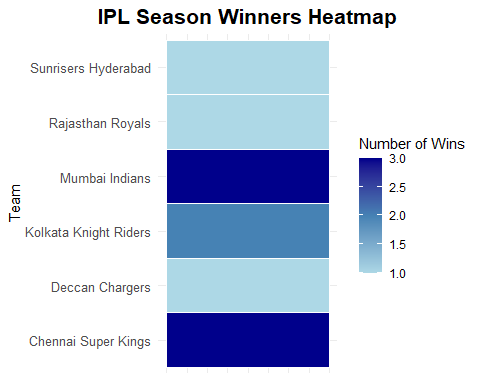 IPL Season Winners Heatmap
Team
Sunrisers Hyderabad
Rajasthan Royals
Mumbai Indians
Kolkata Knight Riders
Deccan Chargers
Chennai Super Kings
Number of Wins
3.0
2.5
2.0
1.5
1.0